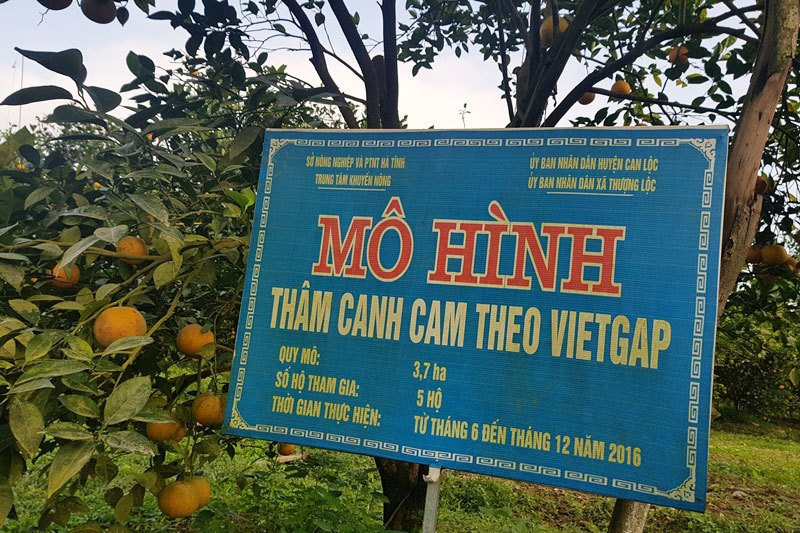 SỞ NÔNG NGHIỆP VÀ PTNT HÀ TĨNH
TRUNG TÂM KHUYẾN NÔNG
ỦY BAN NHÂN DÂN HUYỆN CAN LỘC
ỦY BAN NHÂN DÂN XÃ THƯỢNG LỘC
MÔ HÌNH
THÂM CANH CAM THEO VIETGAP
QUY MÔ: 3,7 ha
SỐ HỘ THAM GIA: 5 HỘ
THỜI GIAN THỰC HIỆN: TỪ THÁNG 6 ĐẾN THÁNG 12 NĂM 2016